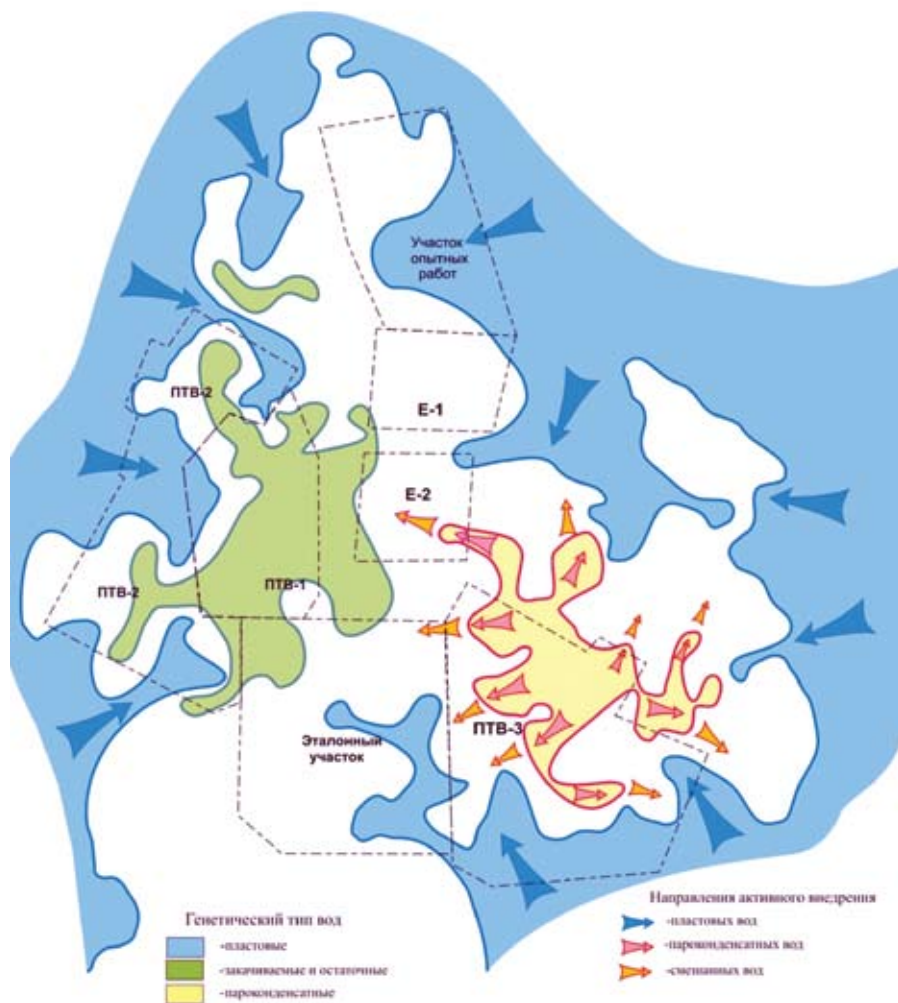 Участок
опытных
работ
ПТВ-2
Е-1
Е-2
ПТВ-2
ПТВ-1
ПТВ-3
Эталонный
участок
Генетический тип вод
-пластовые
-закачиваемые и остаточные
-пароконденсатные
Направления активного внедрения
-пластовых вод
-пароконденсатных вод
-смешанных вод